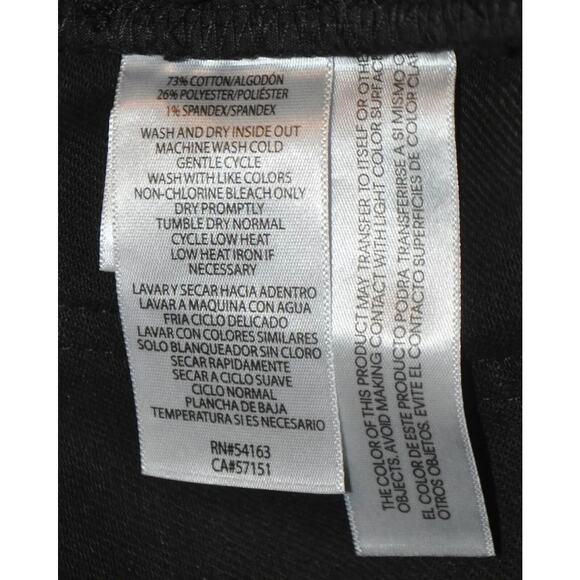 73% COTTON/ALGODÓN
26% POLYESTER/POLIÉSTER
1% SPANDEX/SPANDEX
WASH AND DRY INSIDE OUT
MACHINE WASH COLD
GENTLE CYCLE
WASH WITH LIKE COLORS
NON-CHLORINE BLEACH ONLY
DRY PROMPTLY
TUMBLE DRY NORMAL
CYCLE LOW HEAT
LOW HEAT IRON IF
NECESSARY
LAVAR Y SECAR HACIA ADENTRO
LAVAR A MAQUINA CON AGUA
FRIA CICLO DELICADO
LAVAR CON COLORES SIMILARES
SOLO BLANQUEADOR SIN CLORO
SECAR RAPIDAMENTE
SECAR A CICLO SUAVE
CICLO NORMAL
PLANCHA DE BAJA
TEMPERATURA SI ES NECESARIO
RN#54163
CA#57151
THE COLOR OF THIS PRODUCT MAY TRANSFER TO ITSELF OR OTHE
OBJECTS. AVOID MAKING CONTACT WITH LIGHT COLOR SURFAC
EL COLOR DE ESTE PRODUCTO PODRA TRANSFERIRSE A SI MISMO O
OTROS OBJETOS. EVITE EL CONTACTO SUPERFICIES DE COLOR CLAR